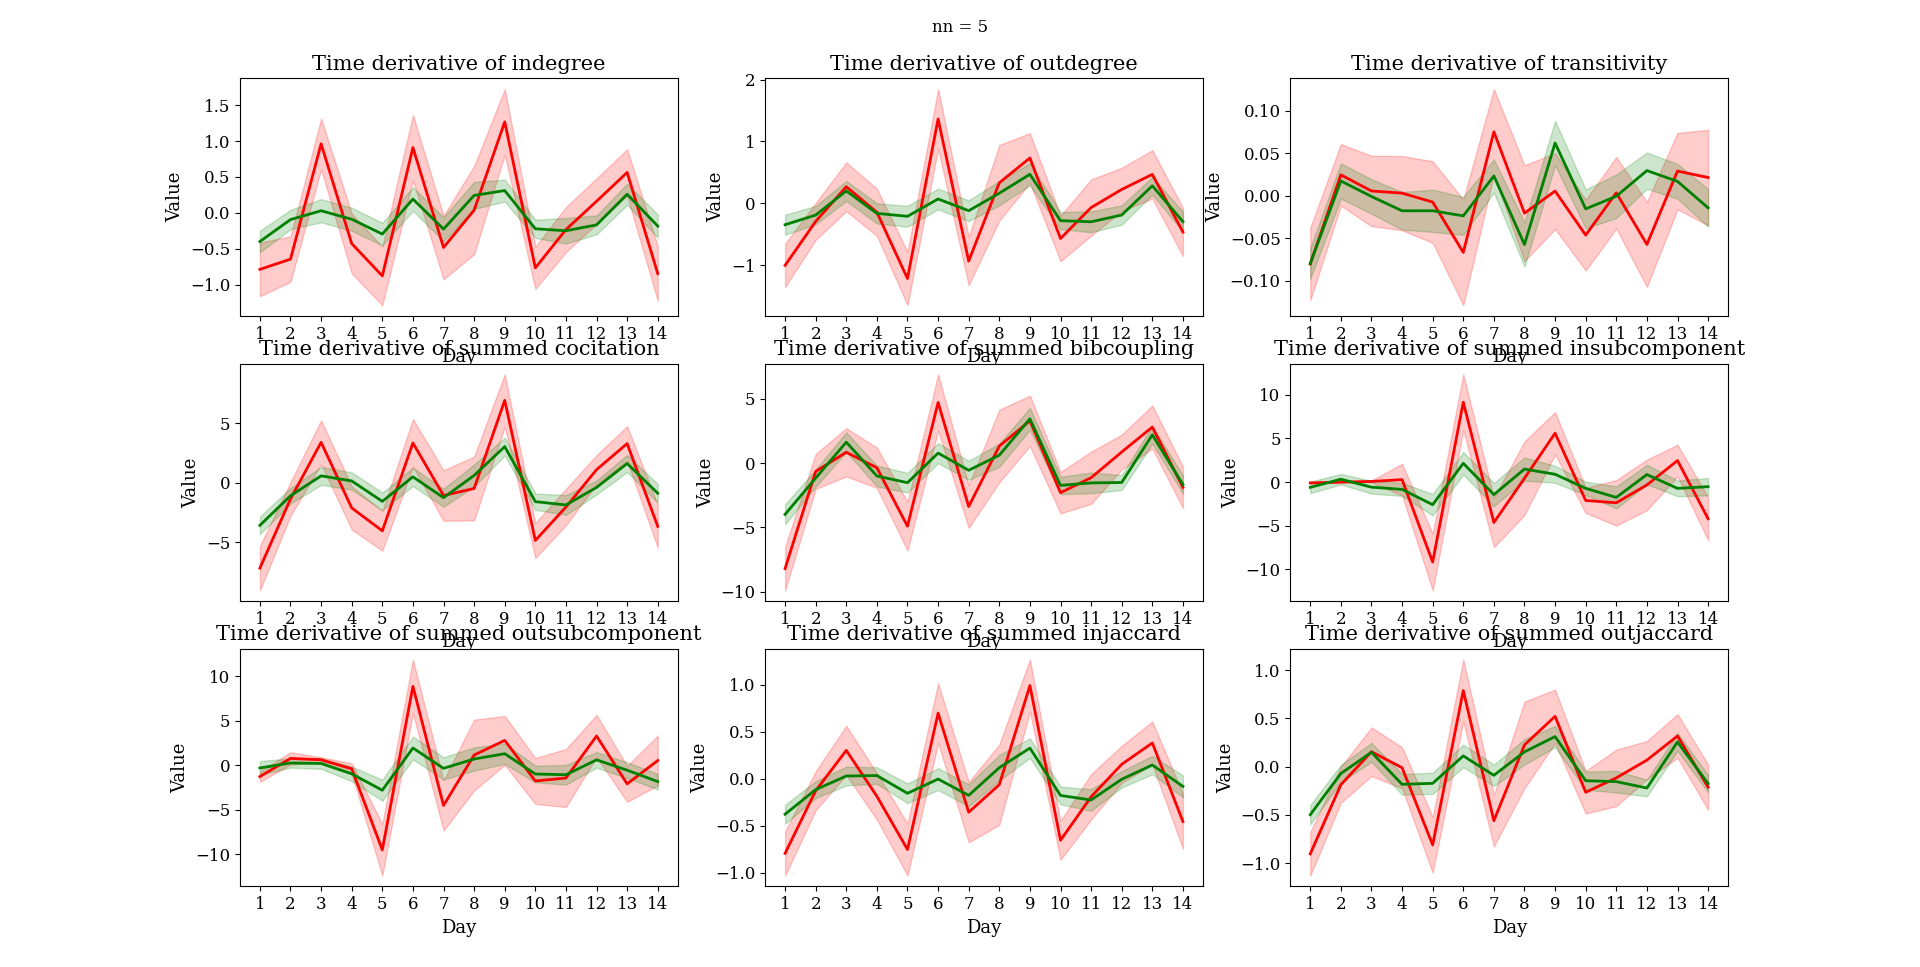 nn = 5
Time derivative of indegree
Time derivative of outdegree
Time derivative of transitivity
Value
1.5
1.0
0.5
0.0
−0.5
−1.0
1 2 3 4 5 6 7 8 9 10 11 12 13 14
Day
Value
2
1
0
−1
1 2 3 4 5 6 7 8 9 10 11 12 13 14
Day
Value
0.10
0.05
0.00
−0.05
−0.10
1 2 3 4 5 6 7 8 9 10 11 12 13 14
Day
Time derivative of summed cocitation
Time derivative of summed bibcoupling
Time derivative of summed insubcomponent
Value
5
0
−5
1 2 3 4 5 6 7 8 9 10 11 12 13 14
Day
Value
5
0
−5
−10
1 2 3 4 5 6 7 8 9 10 11 12 13 14
Day
Value
10
5
0
−5
−10
1 2 3 4 5 6 7 8 9 10 11 12 13 14
Day
Time derivative of summed outsubcomponent
Time derivative of summed injaccard
Time derivative of summed outjaccard
Value
10
5
0
−5
−10
1 2 3 4 5 6 7 8 9 10 11 12 13 14
Day
Value
1.0
0.5
0.0
−0.5
−1.0
1 2 3 4 5 6 7 8 9 10 11 12 13 14
Day
Value
1.0
0.5
0.0
−0.5
−1.0
1 2 3 4 5 6 7 8 9 10 11 12 13 14
Day